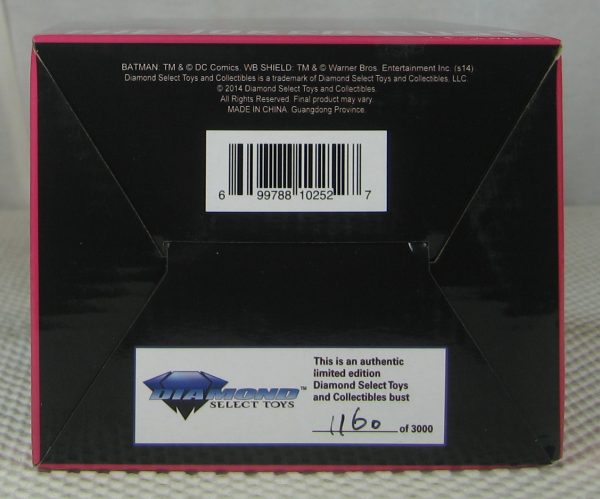 BATMAN: TM & © DC Comics. WB SHIELD: TM & © Warner Bros. Entertainment Inc. (s14)
Diamond Select Toys and Collectibles is a trademark of Diamond Select Toys and Collectibles, LLC.
© 2014 Diamond Select Toys and Collectibles.
All Rights Reserved. Final product may vary.
MADE IN CHINA. Guangdong Province.
6 99788 10252 7
This is an authentic
limited edition
Diamond Select Toys
and Collectibles bust
DIAMOND™
SELECT TOYS
1160 of 3000